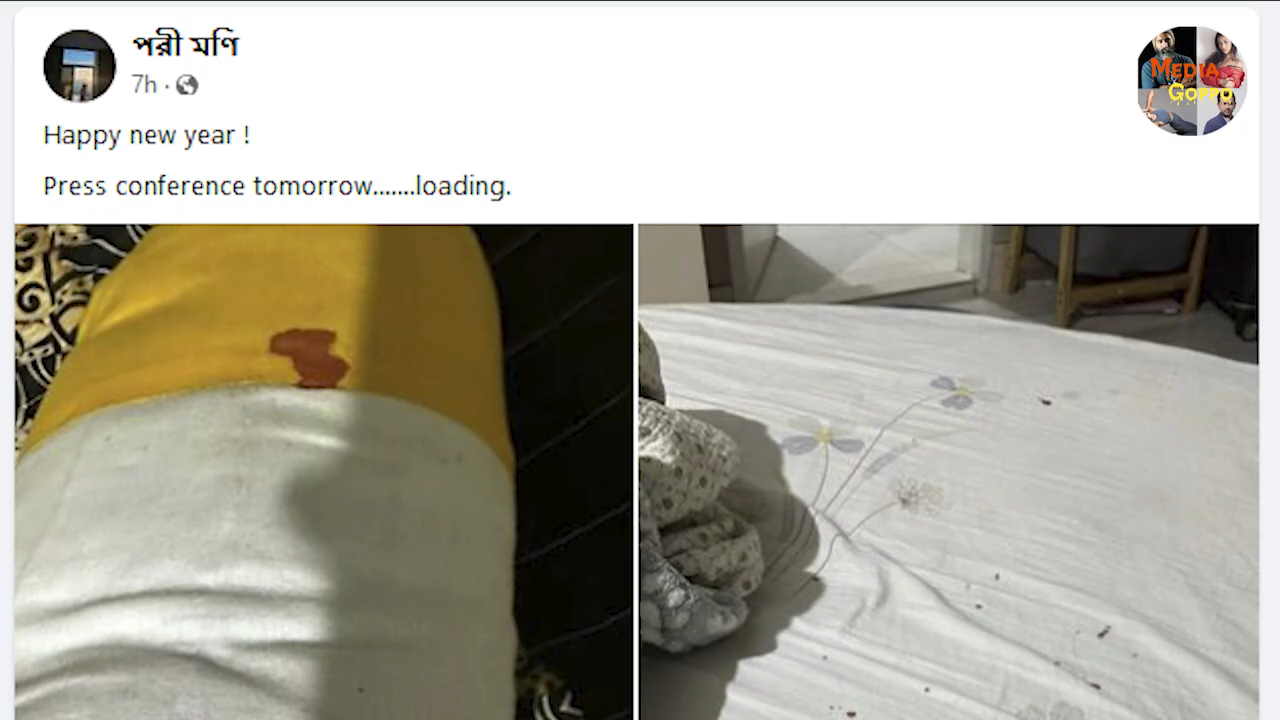 পরী মণি
7h ·
Happy new year !
Press conference tomorrow.......loading.
MEDIA
GOPPO